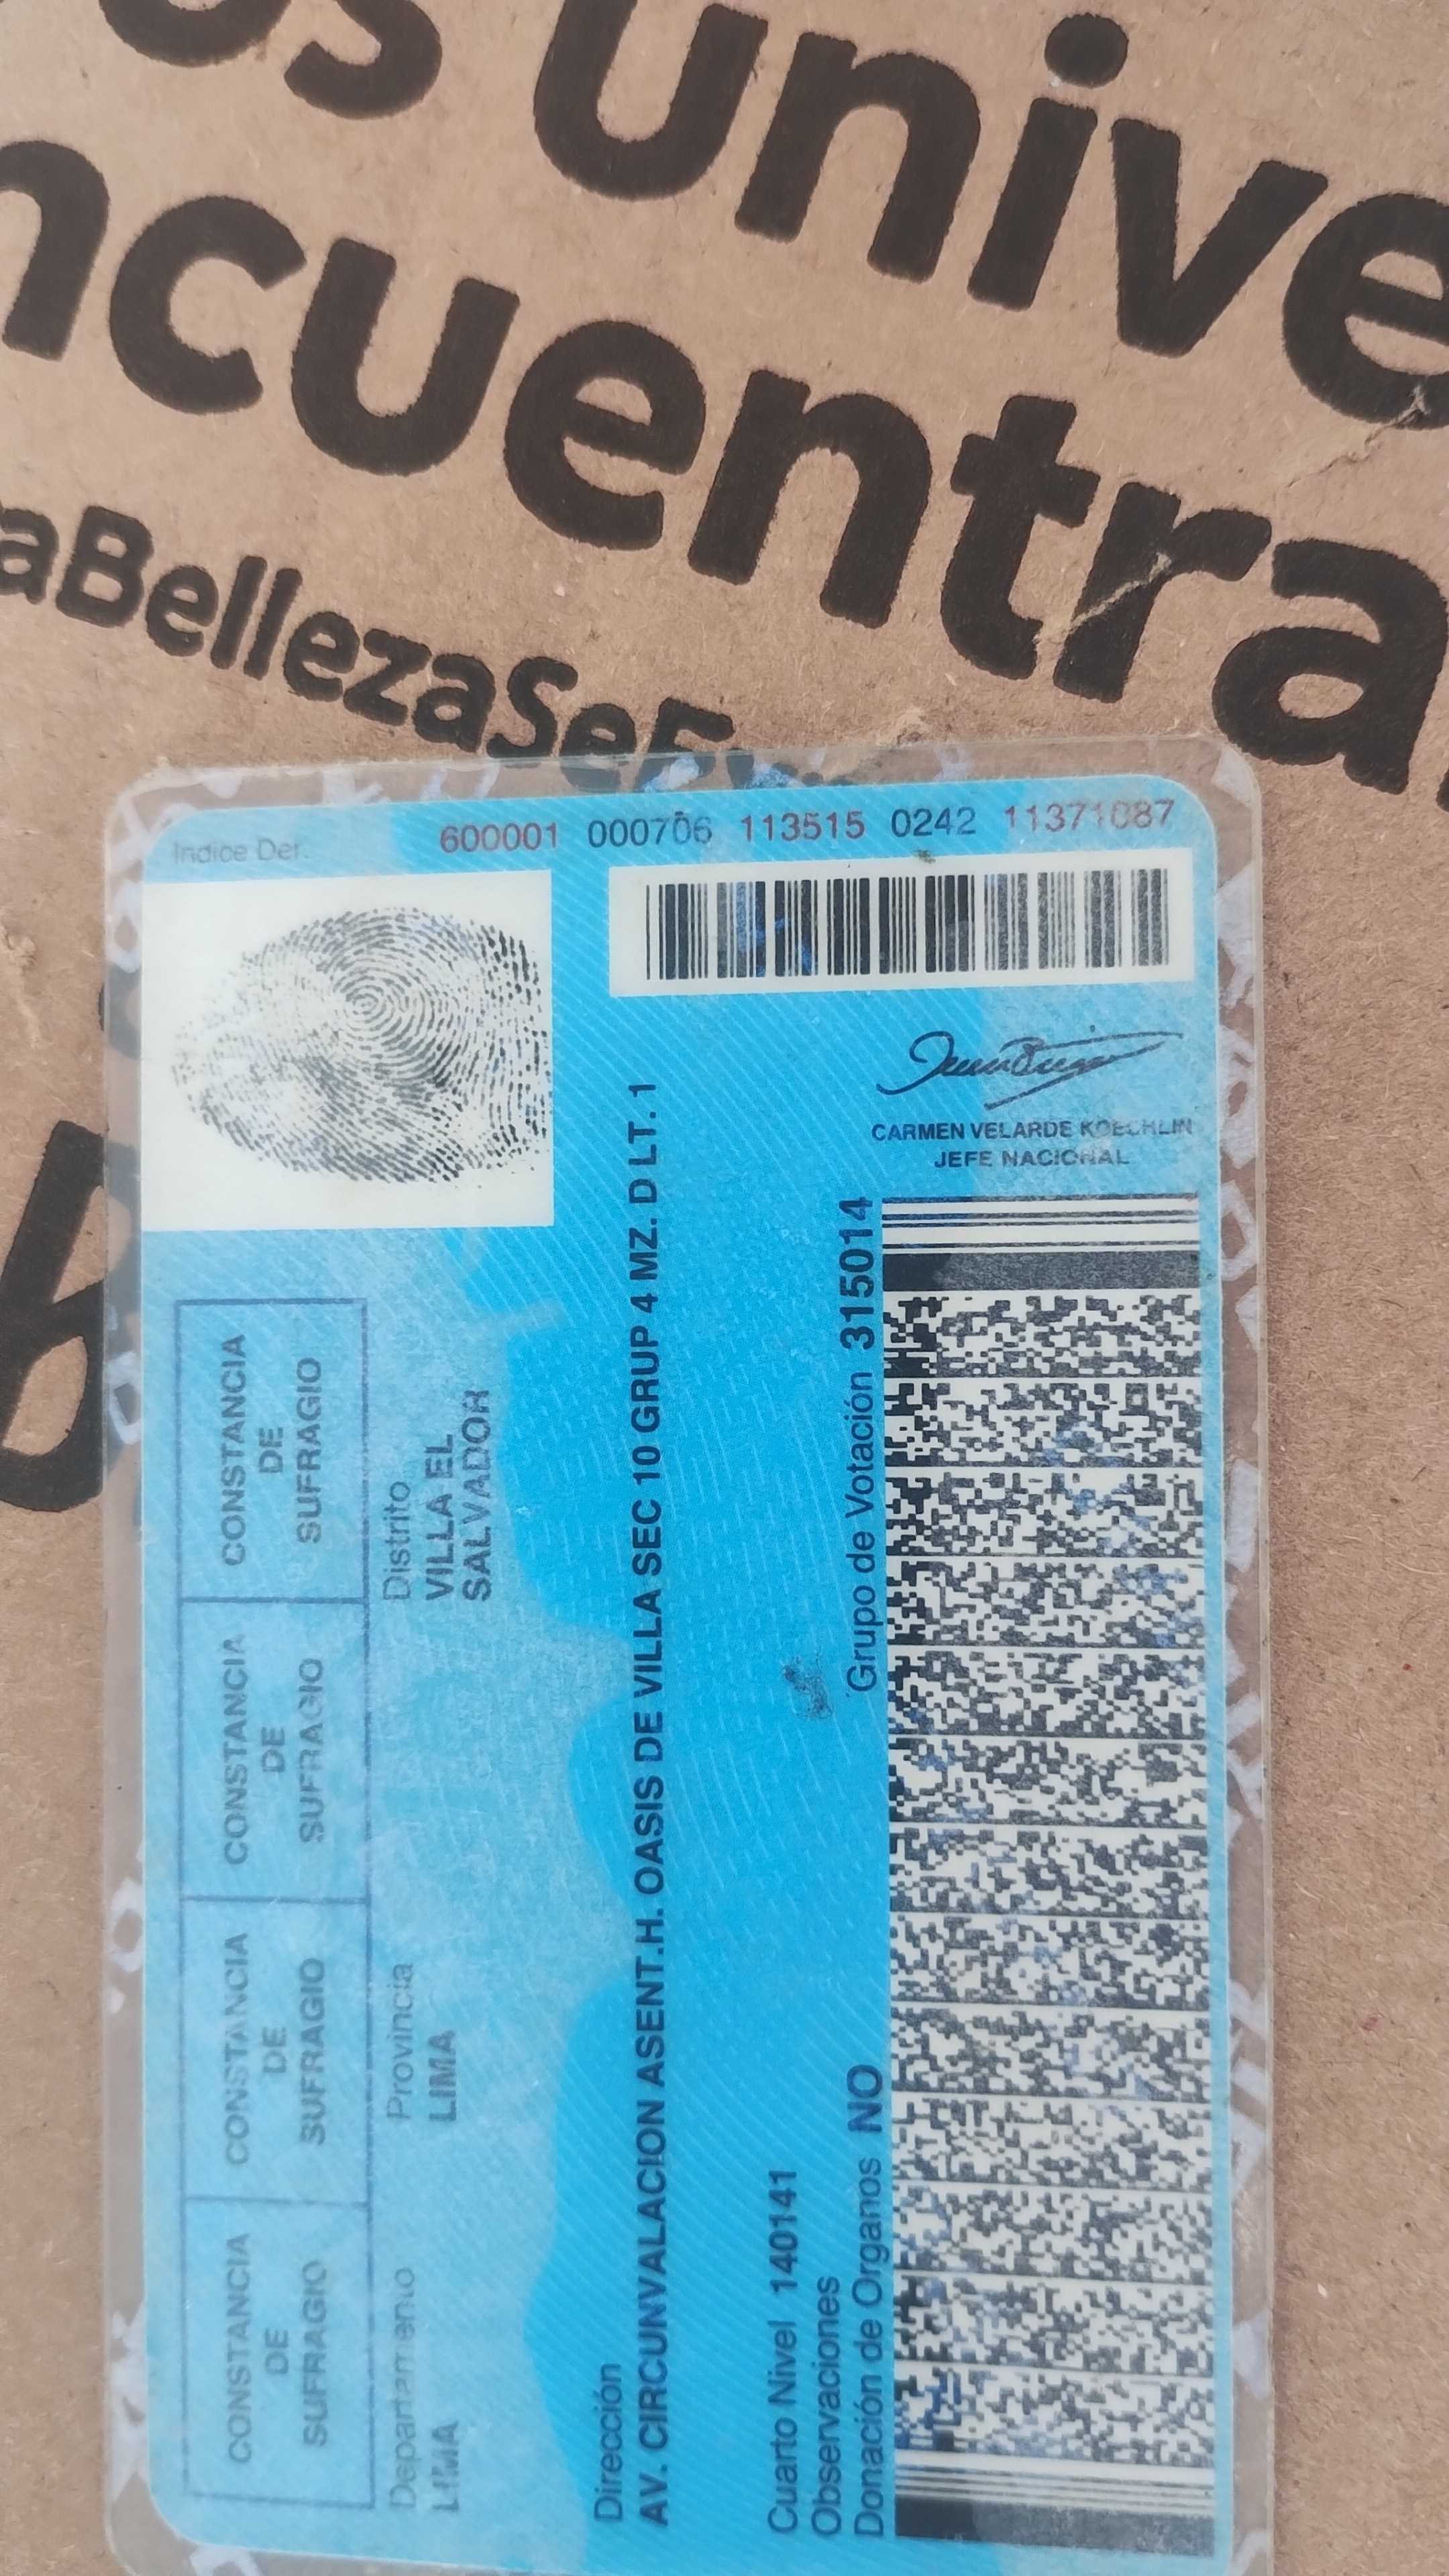 os unive
ncuentra
aBellezaSeEn
Indice Der.
600001 000706 113515 0242 11371087
CONSTANCIA DE SUFRAGIO
CONSTANCIA DE SUFRAGIO
CONSTANCIA DE SUFRAGIO
CONSTANCIA DE SUFRAGIO
Departamento
LIMA
Provincia
LIMA
Distrito
VILLA EL
SALVADOR
Dirección
AV. CIRCUNVALACION ASENT.H. OASIS DE VILLA SEC 10 GRUP 4 MZ. D LT. 1
Cuarto Nivel 140141
Observaciones
Donación de Organos NO
Grupo de Votación 315014
CARMEN VELARDE KOECHLIN
JEFE NACIONAL